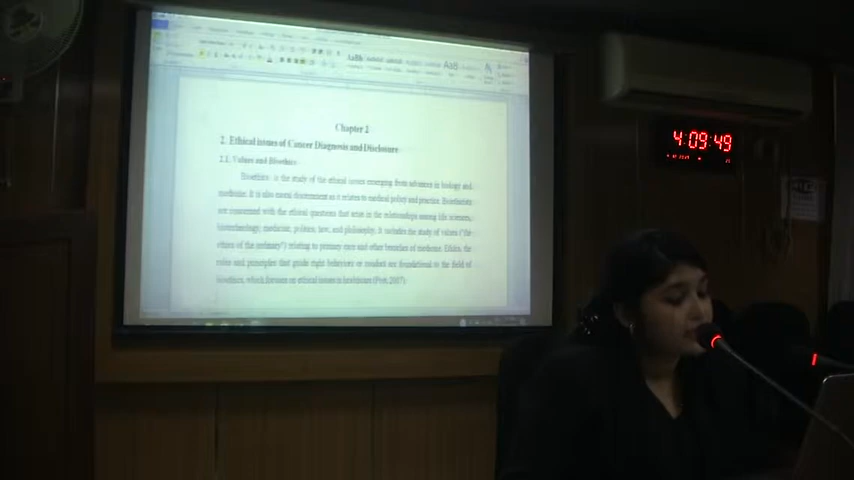 4:09:49
Chapter 2
2. Ethical issues of Cancer Diagnosis and Disclosure
2.1. Values and Bioethics
Bioethics is the study of the ethical issues emerging from advances in biology and
medicine. It is also moral discernment as it relates to medical policy and practice. Bioethicists
are concerned with the ethical questions that arise in the relationships among life sciences,
biotechnology, medicine, politics, law, and philosophy. It includes the study of values ("the
ethics of the ordinary") relating to primary care and other branches of medicine. Ethics, the
rules and principles that guide right behaviors or conduct are foundational to the field of
bioethics, which focuses on ethical issues in healthcare